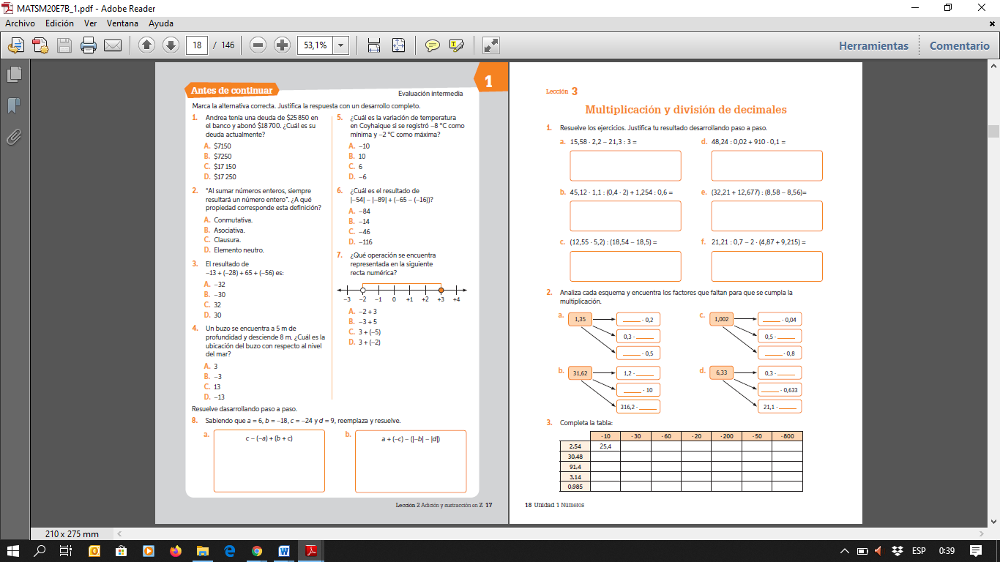 MATSM20E7B_1.pdf - Adobe Reader
Archivo Edición Ver Ventana Ayuda
18 / 146 53,1% Herramientas Comentario
Antes de continuar
1
Evaluación intermedia
Marca la alternativa correcta. Justifica la respuesta con un desarrollo completo.
1. Andrea tenía una deuda de $25 850 en
el banco y abonó $18 700. ¿Cuál es su
deuda actualmente?
A. $7150
B. $7250
C. $17 150
D. $17 250
2. “Al sumar números enteros, siempre
resultará un número entero”. ¿A qué
propiedad corresponde esta definición?
A. Conmutativa.
B. Asociativa.
C. Clausura.
D. Elemento neutro.
3. El resultado de
–13 + (–28) + 65 + (–56) es:
A. –32
B. –30
C. 32
D. 30
4. Un buzo se encuentra a 5 m de
profundidad y desciende 8 m. ¿Cuál es la
ubicación del buzo con respecto al nivel
del mar?
A. 3
B. –3
C. 13
D. –13
5. ¿Cuál es la variación de temperatura
en Coyhaique si se registró –8 °C como
mínima y –2 °C como máxima?
A. –10
B. 10
C. 6
D. –6
6. ¿Cuál es el resultado de
|–54| – |–89| + (–65 – (–16))?
A. –84
B. –14
C. –46
D. –116
7. ¿Qué operación se encuentra
representada en la siguiente
recta numérica?
–3 –2 –1 0 +1 +2 +3 +4
A. –2 + 3
B. –3 + 5
C. 3 + (–5)
D. 3 + (–2)
Resuelve dasarrollando paso a paso.
8. Sabiendo que a = 6, b = –18, c = –24 y d = 9, reemplaza y resuelve.
a. c – (–a) + (b + c)
b. a + (–c) – (|–b| – |d|)
Lección 2 Adición y sustracción en Z 17
Lección 3
Multiplicación y división de decimales
1. Resuelve los ejercicios. Justifica tu resultado desarrollando paso a paso.
a. 15,58 · 2,2 – 21,3 : 3 =
d. 48,24 : 0,02 + 910 · 0,1 =
b. 45,12 · 1,1 : (0,4 · 2) + 1,254 : 0,6 =
e. (32,21 + 12,677) : (8,58 – 8,56)=
c. (12,55 · 5,2) : (18,54 – 18,5) =
f. 21,21 : 0,7 – 2 · (4,87 + 9,215) =
2. Analiza cada esquema y encuentra los factores que faltan para que se cumpla la
multiplicación.
a. 1,35 _____ · 0,2
0,3 · _____
_____ · 0,5
c. 1,002 _____ · 0,04
0,5 · _____
_____ · 0,8
b. 31,62 1,2 · _____
_____ · 10
316,2 · _____
d. 6,33 0,3 · _____
_____ · 0,633
21,1 · _____
3. Completa la tabla:
· 10 · 30 · 60 · 20 · 200 · 50 · 800
2,54 25,4
30,48
91,4
3,14
0,985
18 Unidad 1 Números
210 x 275 mm
ESP 0:39